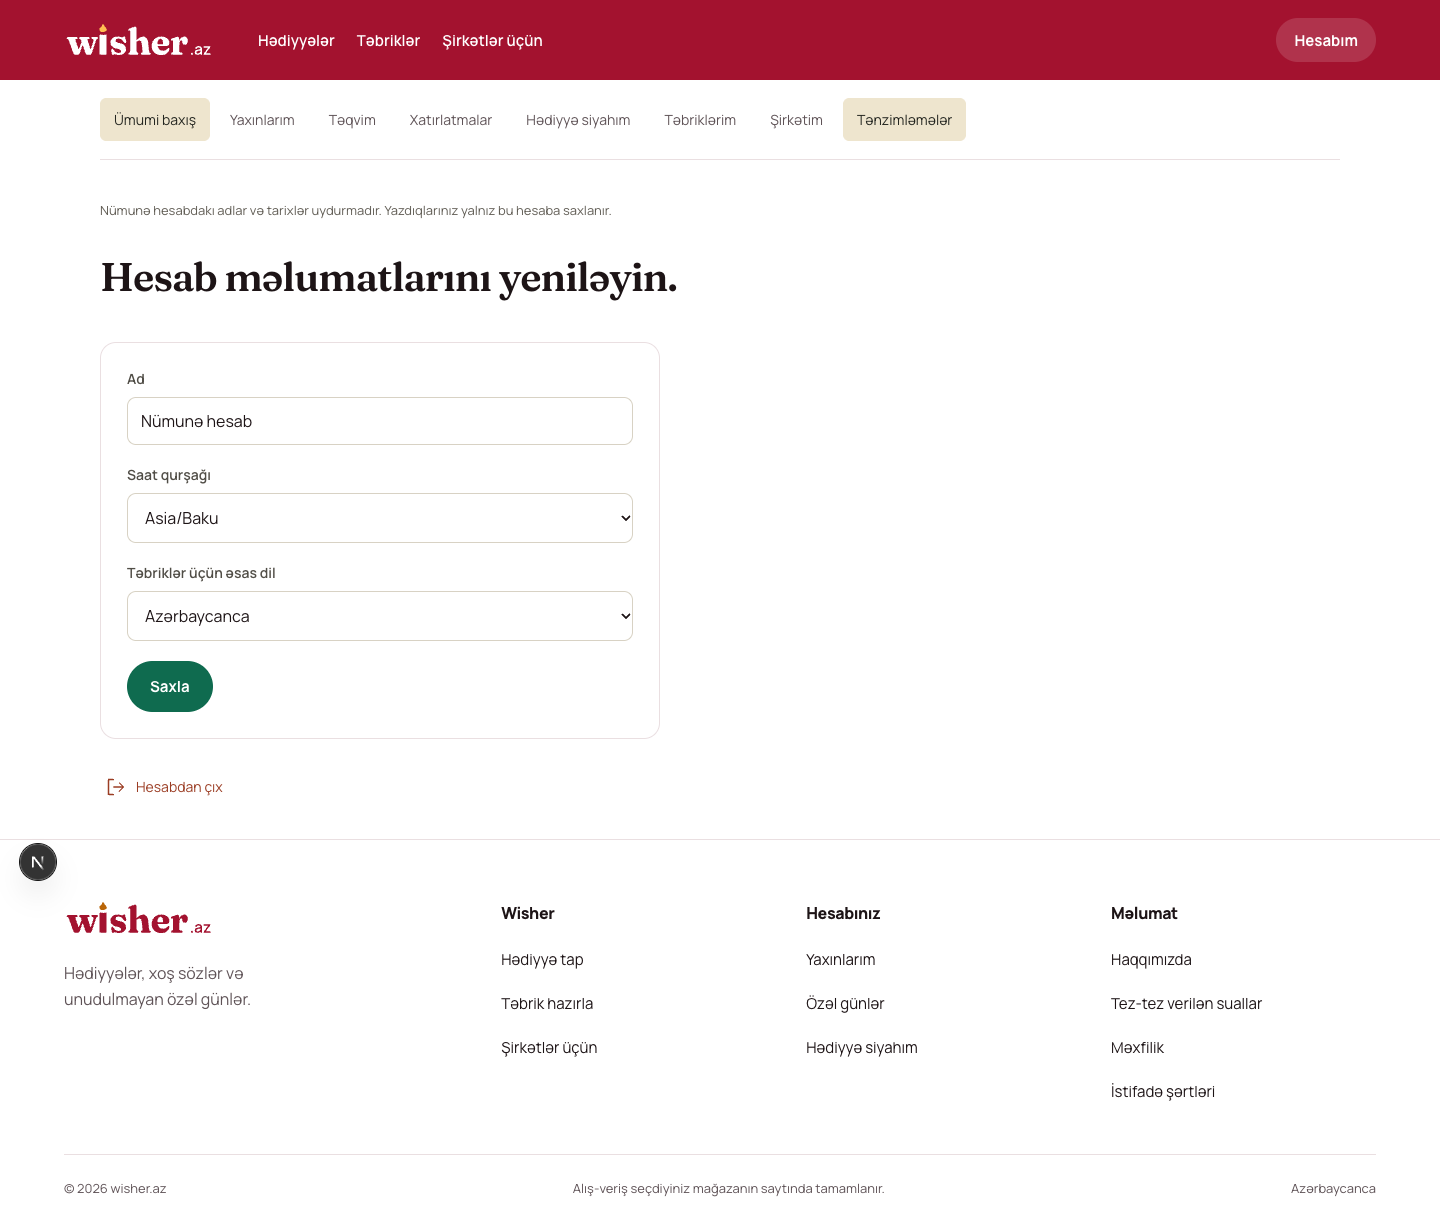 wisher.az
Hədiyyələr
Təbriklər
Şirkətlər üçün
Hesabım
Ümumi baxış
Yaxınlarım
Təqvim
Xatırlatmalar
Hədiyyə siyahım
Təbriklərim
Şirkətim
Tənzimləmələr
Nümunə hesabdakı adlar və tarixlər uydurmadır. Yazdıqlarınız yalnız bu hesaba saxlanır.
Hesab məlumatlarını yeniləyin.
Ad
Nümunə hesab
Saat qurşağı
Asia/Baku
Təbriklər üçün əsas dil
Azərbaycanca
Saxla
Hesabdan çıx
N
wisher.az
Hədiyyələr, xoş sözlər və
unudulmayan özəl günlər.
Wisher
Hədiyyə tap
Təbrik hazırla
Şirkətlər üçün
Hesabınız
Yaxınlarım
Özəl günlər
Hədiyyə siyahım
Məlumat
Haqqımızda
Tez-tez verilən suallar
Məxfilik
İstifadə şərtləri
© 2026 wisher.az
Alış-veriş seçdiyiniz mağazanın saytında tamamlanır.
Azərbaycanca